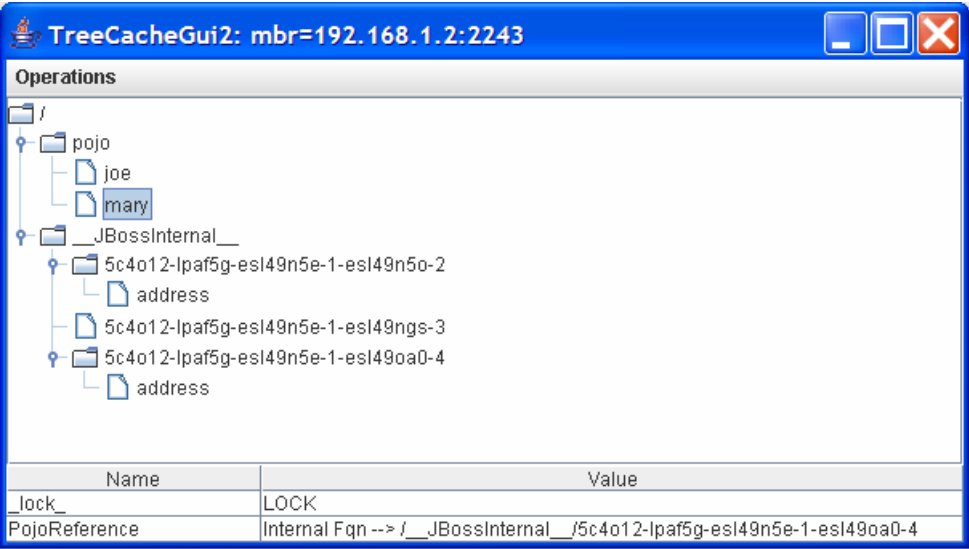 TreeCacheGui2: mbr=192.168.1.2:2243
Operations
/
pojo
joe
mary
__JBossInternal__
5c4o12-lpaf5g-esl49n5e-1-esl49n5o-2
address
5c4o12-lpaf5g-esl49n5e-1-esl49ngs-3
5c4o12-lpaf5g-esl49n5e-1-esl49oa0-4
address
Name Value
_lock_ LOCK
PojoReference Internal Fqn --> /__JBossInternal__/5c4o12-lpaf5g-esl49n5e-1-esl49oa0-4